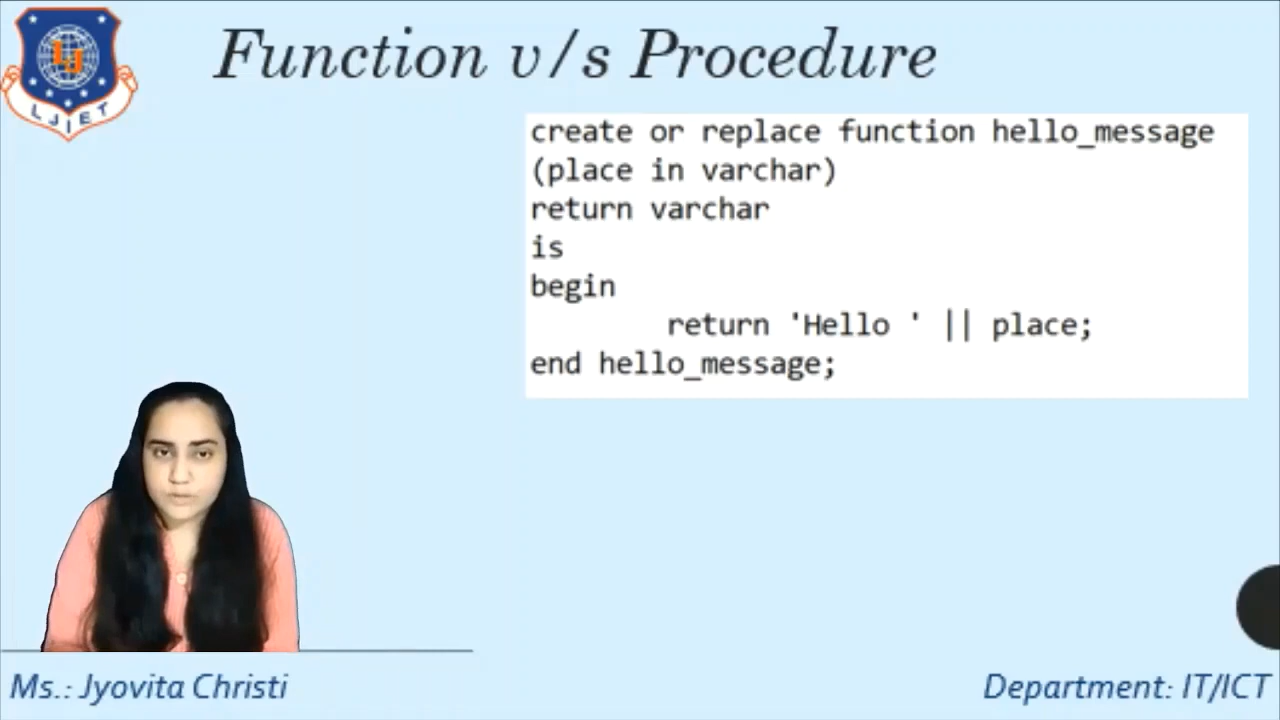 LJIET
Function v/s Procedure
create or replace function hello_message
(place in varchar)
return varchar
is
begin
return 'Hello ' || place;
end hello_message;
Ms.: Jyovita Christi
Department: IT/ICT